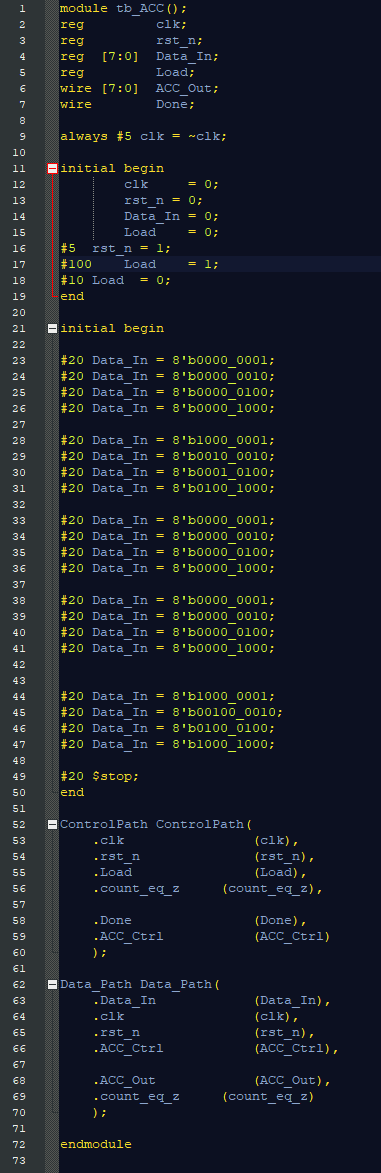 1 module tb_ACC();
2 reg clk;
3 reg rst_n;
4 reg [7:0] Data_In;
5 reg Load;
6 wire [7:0] ACC_Out;
7 wire Done;
8
9 always #5 clk = ~clk;
10
11 initial begin
12 clk = 0;
13 rst_n = 0;
14 Data_In = 0;
15 Load = 0;
16 #5 rst_n = 1;
17 #100 Load = 1;
18 #10 Load = 0;
19 end
20
21 initial begin
22
23 #20 Data_In = 8'b0000_0001;
24 #20 Data_In = 8'b0000_0010;
25 #20 Data_In = 8'b0000_0100;
26 #20 Data_In = 8'b0000_1000;
27
28 #20 Data_In = 8'b1000_0001;
29 #20 Data_In = 8'b0010_0010;
30 #20 Data_In = 8'b0001_0100;
31 #20 Data_In = 8'b0100_1000;
32
33 #20 Data_In = 8'b0000_0001;
34 #20 Data_In = 8'b0000_0010;
35 #20 Data_In = 8'b0000_0100;
36 #20 Data_In = 8'b0000_1000;
37
38 #20 Data_In = 8'b0000_0001;
39 #20 Data_In = 8'b0000_0010;
40 #20 Data_In = 8'b0000_0100;
41 #20 Data_In = 8'b0000_1000;
42
43
44 #20 Data_In = 8'b1000_0001;
45 #20 Data_In = 8'b00100_0010;
46 #20 Data_In = 8'b0100_0100;
47 #20 Data_In = 8'b1000_1000;
48
49 #20 $stop;
50 end
51
52 ControlPath ControlPath(
53 .clk (clk),
54 .rst_n (rst_n),
55 .Load (Load),
56 .count_eq_z (count_eq_z),
57
58 .Done (Done),
59 .ACC_Ctrl (ACC_Ctrl)
60 );
61
62 Data_Path Data_Path(
63 .Data_In (Data_In),
64 .clk (clk),
65 .rst_n (rst_n),
66 .ACC_Ctrl (ACC_Ctrl),
67
68 .ACC_Out (ACC_Out),
69 .count_eq_z (count_eq_z)
70 );
71
72 endmodule
73